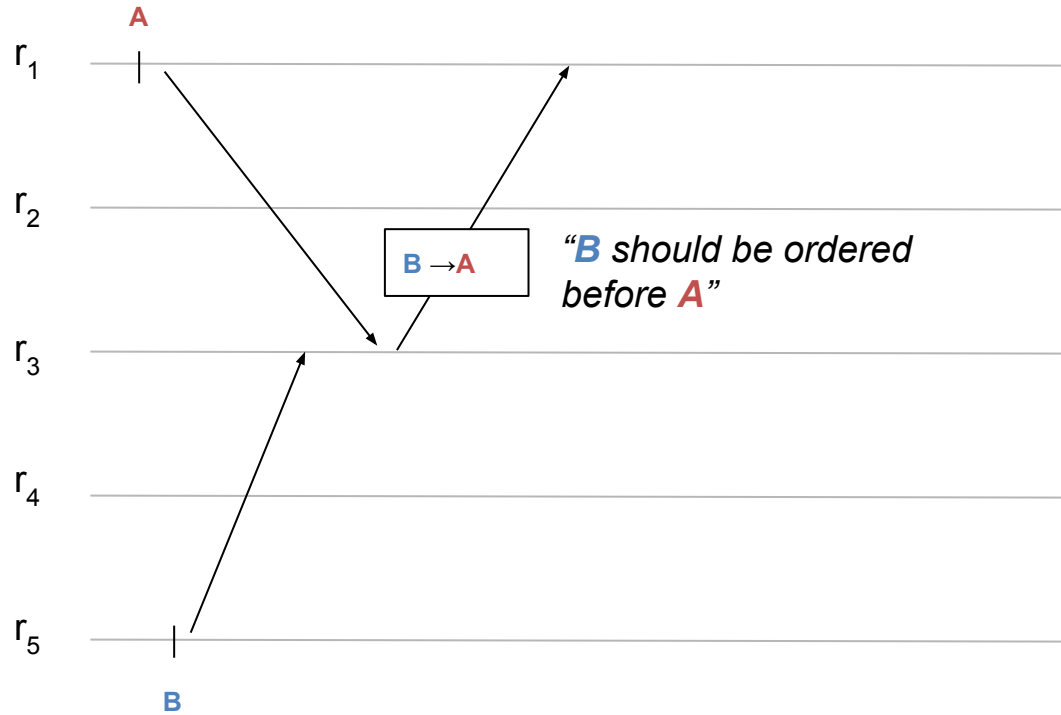 A
r₁
r₂
B →A
“B should be ordered
before A”
r₃
r₄
r₅
B